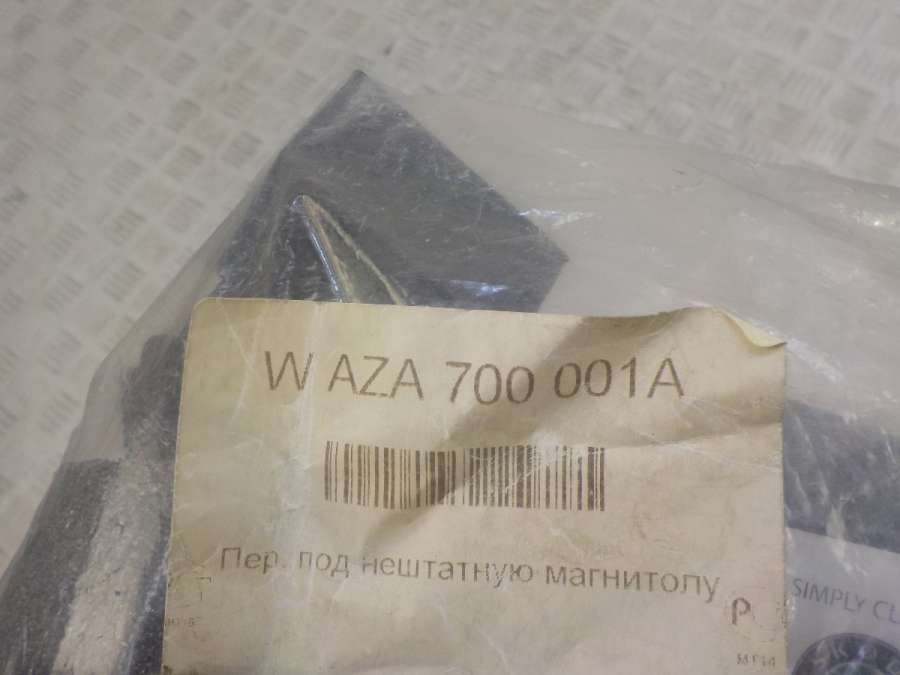 W AZA 700 001A
Пер. под нештатную магнитолу
P
SIMPLY CL